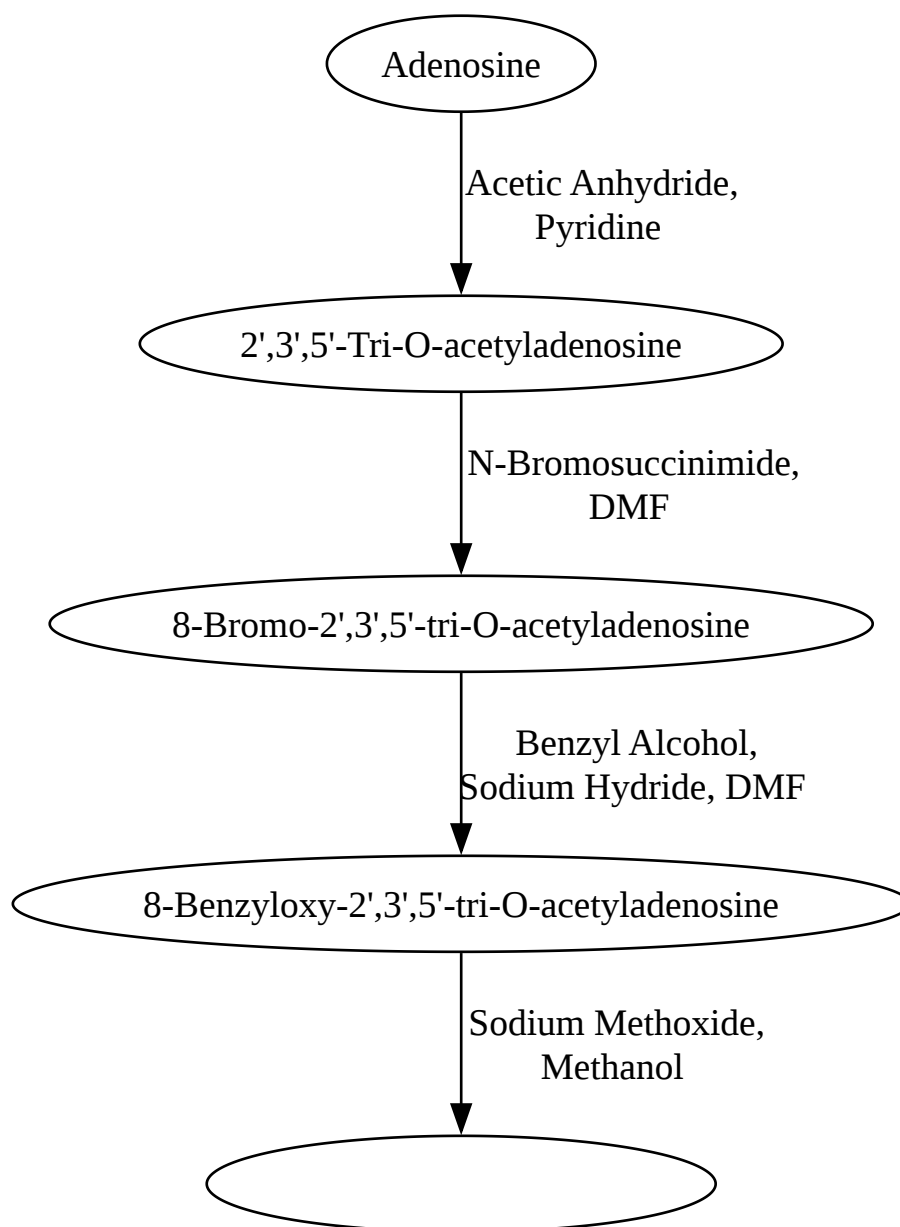 Adenosine
Acetic Anhydride,
Pyridine
2',3',5'-Tri-O-acetyladenosine
N-Bromosuccinimide,
DMF
8-Bromo-2',3',5'-tri-O-acetyladenosine
Benzyl Alcohol,
Sodium Hydride, DMF
8-Benzyloxy-2',3',5'-tri-O-acetyladenosine
Sodium Methoxide,
Methanol